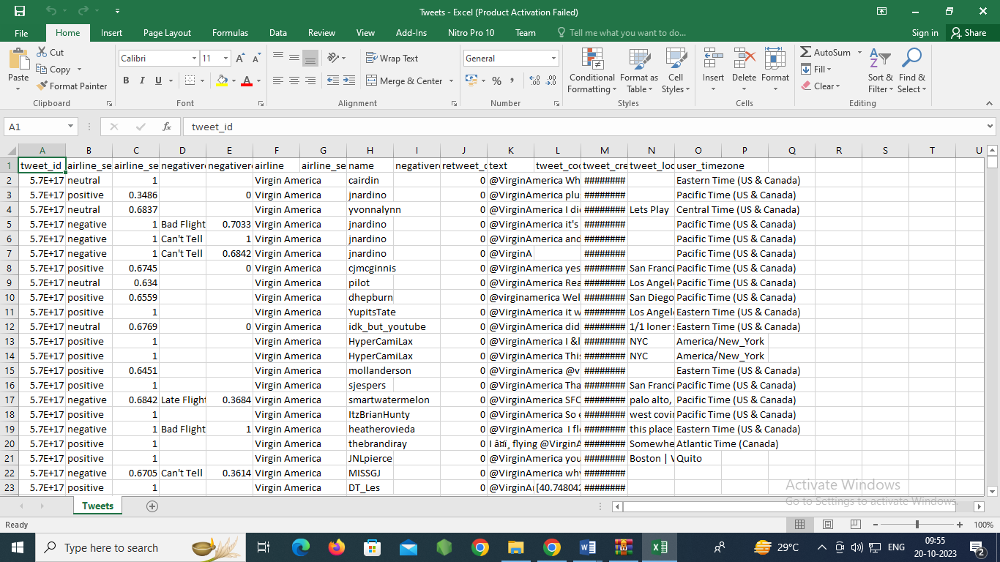 Tweets - Excel (Product Activation Failed)
File Home Insert Page Layout Formulas Data Review View Add-Ins Nitro Pro 10 Team Tell me what you want to do... Sign in Share
Paste Cut Copy Format Painter
Calibri 11
B I U
Wrap Text
Merge & Center
General
Conditional Formatting Format as Table Cell Styles
Insert Delete Format
AutoSum Fill Clear
Sort & Filter Find & Select
Clipboard Font Alignment Number Styles Cells Editing
A1 fx tweet_id
A B C D E F G H I J K L M N O P Q R S T U
1 tweet_id airline_se airline_se negativere negativere airline airline_se name negativere retweet_c text tweet_coo tweet_cre tweet_loc user_timezone
2 5.7E+17 neutral 1 Virgin America cairdin 0 @VirginAmerica Wh ######## Eastern Time (US & Canada)
3 5.7E+17 positive 0.3486 0 Virgin America jnardino 0 @VirginAmerica plu ######## Pacific Time (US & Canada)
4 5.7E+17 neutral 0.6837 Virgin America yvonnalynn 0 @VirginAmerica I did ######## Lets Play Central Time (US & Canada)
5 5.7E+17 negative 1 Bad Flight 0.7033 Virgin America jnardino 0 @VirginAmerica it's ######## Pacific Time (US & Canada)
6 5.7E+17 negative 1 Can't Tell 1 Virgin America jnardino 0 @VirginAmerica and ######## Pacific Time (US & Canada)
7 5.7E+17 negative 1 Can't Tell 0.6842 Virgin America jnardino 0 @VirginA ######## Pacific Time (US & Canada)
8 5.7E+17 positive 0.6745 0 Virgin America cjmcginnis 0 @VirginAmerica yes ######## San Franci Pacific Time (US & Canada)
9 5.7E+17 neutral 0.634 Virgin America pilot 0 @VirginAmerica Rea ######## Los Angele Pacific Time (US & Canada)
10 5.7E+17 positive 0.6559 Virgin America dhepburn 0 @virginamerica Wel ######## San Diego Pacific Time (US & Canada)
11 5.7E+17 positive 1 Virgin America YupitsTate 0 @VirginAmerica it w ######## Los Angele Eastern Time (US & Canada)
12 5.7E+17 neutral 0.6769 0 Virgin America idk_but_youtube 0 @VirginAmerica did ######## 1/1 loner s Eastern Time (US & Canada)
13 5.7E+17 positive 1 Virgin America HyperCamiLax 0 @VirginAmerica I &l ######## NYC America/New_York
14 5.7E+17 positive 1 Virgin America HyperCamiLax 0 @VirginAmerica This ######## NYC America/New_York
15 5.7E+17 positive 0.6451 Virgin America mollanderson 0 @VirginAmerica @v ######## Eastern Time (US & Canada)
16 5.7E+17 positive 1 Virgin America sjespers 0 @VirginAmerica Tha ######## San Franci Pacific Time (US & Canada)
17 5.7E+17 negative 0.6842 Late Flight 0.3684 Virgin America smartwatermelon 0 @VirginAmerica SFO ######## palo alto, Pacific Time (US & Canada)
18 5.7E+17 positive 1 Virgin America ItzBrianHunty 0 @VirginAmerica So e ######## west covin Pacific Time (US & Canada)
19 5.7E+17 negative 1 Bad Flight 1 Virgin America heatherovieda 0 @VirginAmerica I fl ######## this place Eastern Time (US & Canada)
20 5.7E+17 positive 1 Virgin America thebrandiray 0 I flying @VirginA ######## Somewhe Atlantic Time (Canada)
21 5.7E+17 positive 1 Virgin America JNLpierce 0 @VirginAmerica you ######## Boston | W Quito
22 5.7E+17 negative 0.6705 Can't Tell 0.3614 Virgin America MISSGJ 0 @VirginAmerica why ########
23 5.7E+17 positive 1 Virgin America DT_Les 0 @VirginA [40.748042 ########
Activate Windows
Go to Settings to activate Windows.
Tweets
Ready 100%
Type here to search 29°C ENG 09:55
20-10-2023 2